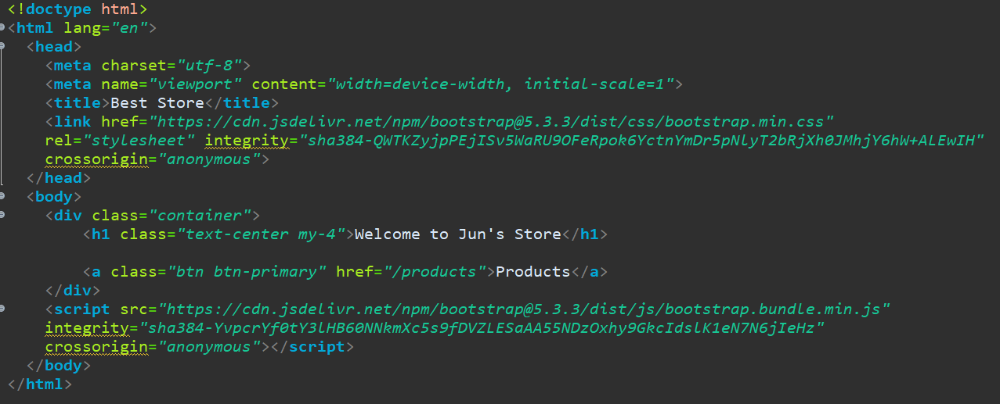 <!doctype html>
<html lang="en">
  <head>
    <meta charset="utf-8">
    <meta name="viewport" content="width=device-width, initial-scale=1">
    <title>Best Store</title>
    <link href="https://cdn.jsdelivr.net/npm/bootstrap@5.3.3/dist/css/bootstrap.min.css"
    rel="stylesheet" integrity="sha384-QWTKZyjpPEjISv5WaRU9OFeRpok6YctnYmDr5pNlyT2bRjXh0JMhjY6hW+ALEwIH"
    crossorigin="anonymous">
  </head>
  <body>
    <div class="container">
        <h1 class="text-center my-4">Welcome to Jun's Store</h1>

        <a class="btn btn-primary" href="/products">Products</a>
    </div>
    <script src="https://cdn.jsdelivr.net/npm/bootstrap@5.3.3/dist/js/bootstrap.bundle.min.js"
    integrity="sha384-YvpcrYf0tY3lHB60NNkmXc5s9fDVZLESaAA55NDzOxhy9GkcIdslK1eN7N6jIeHz"
    crossorigin="anonymous"></script>
  </body>
</html>